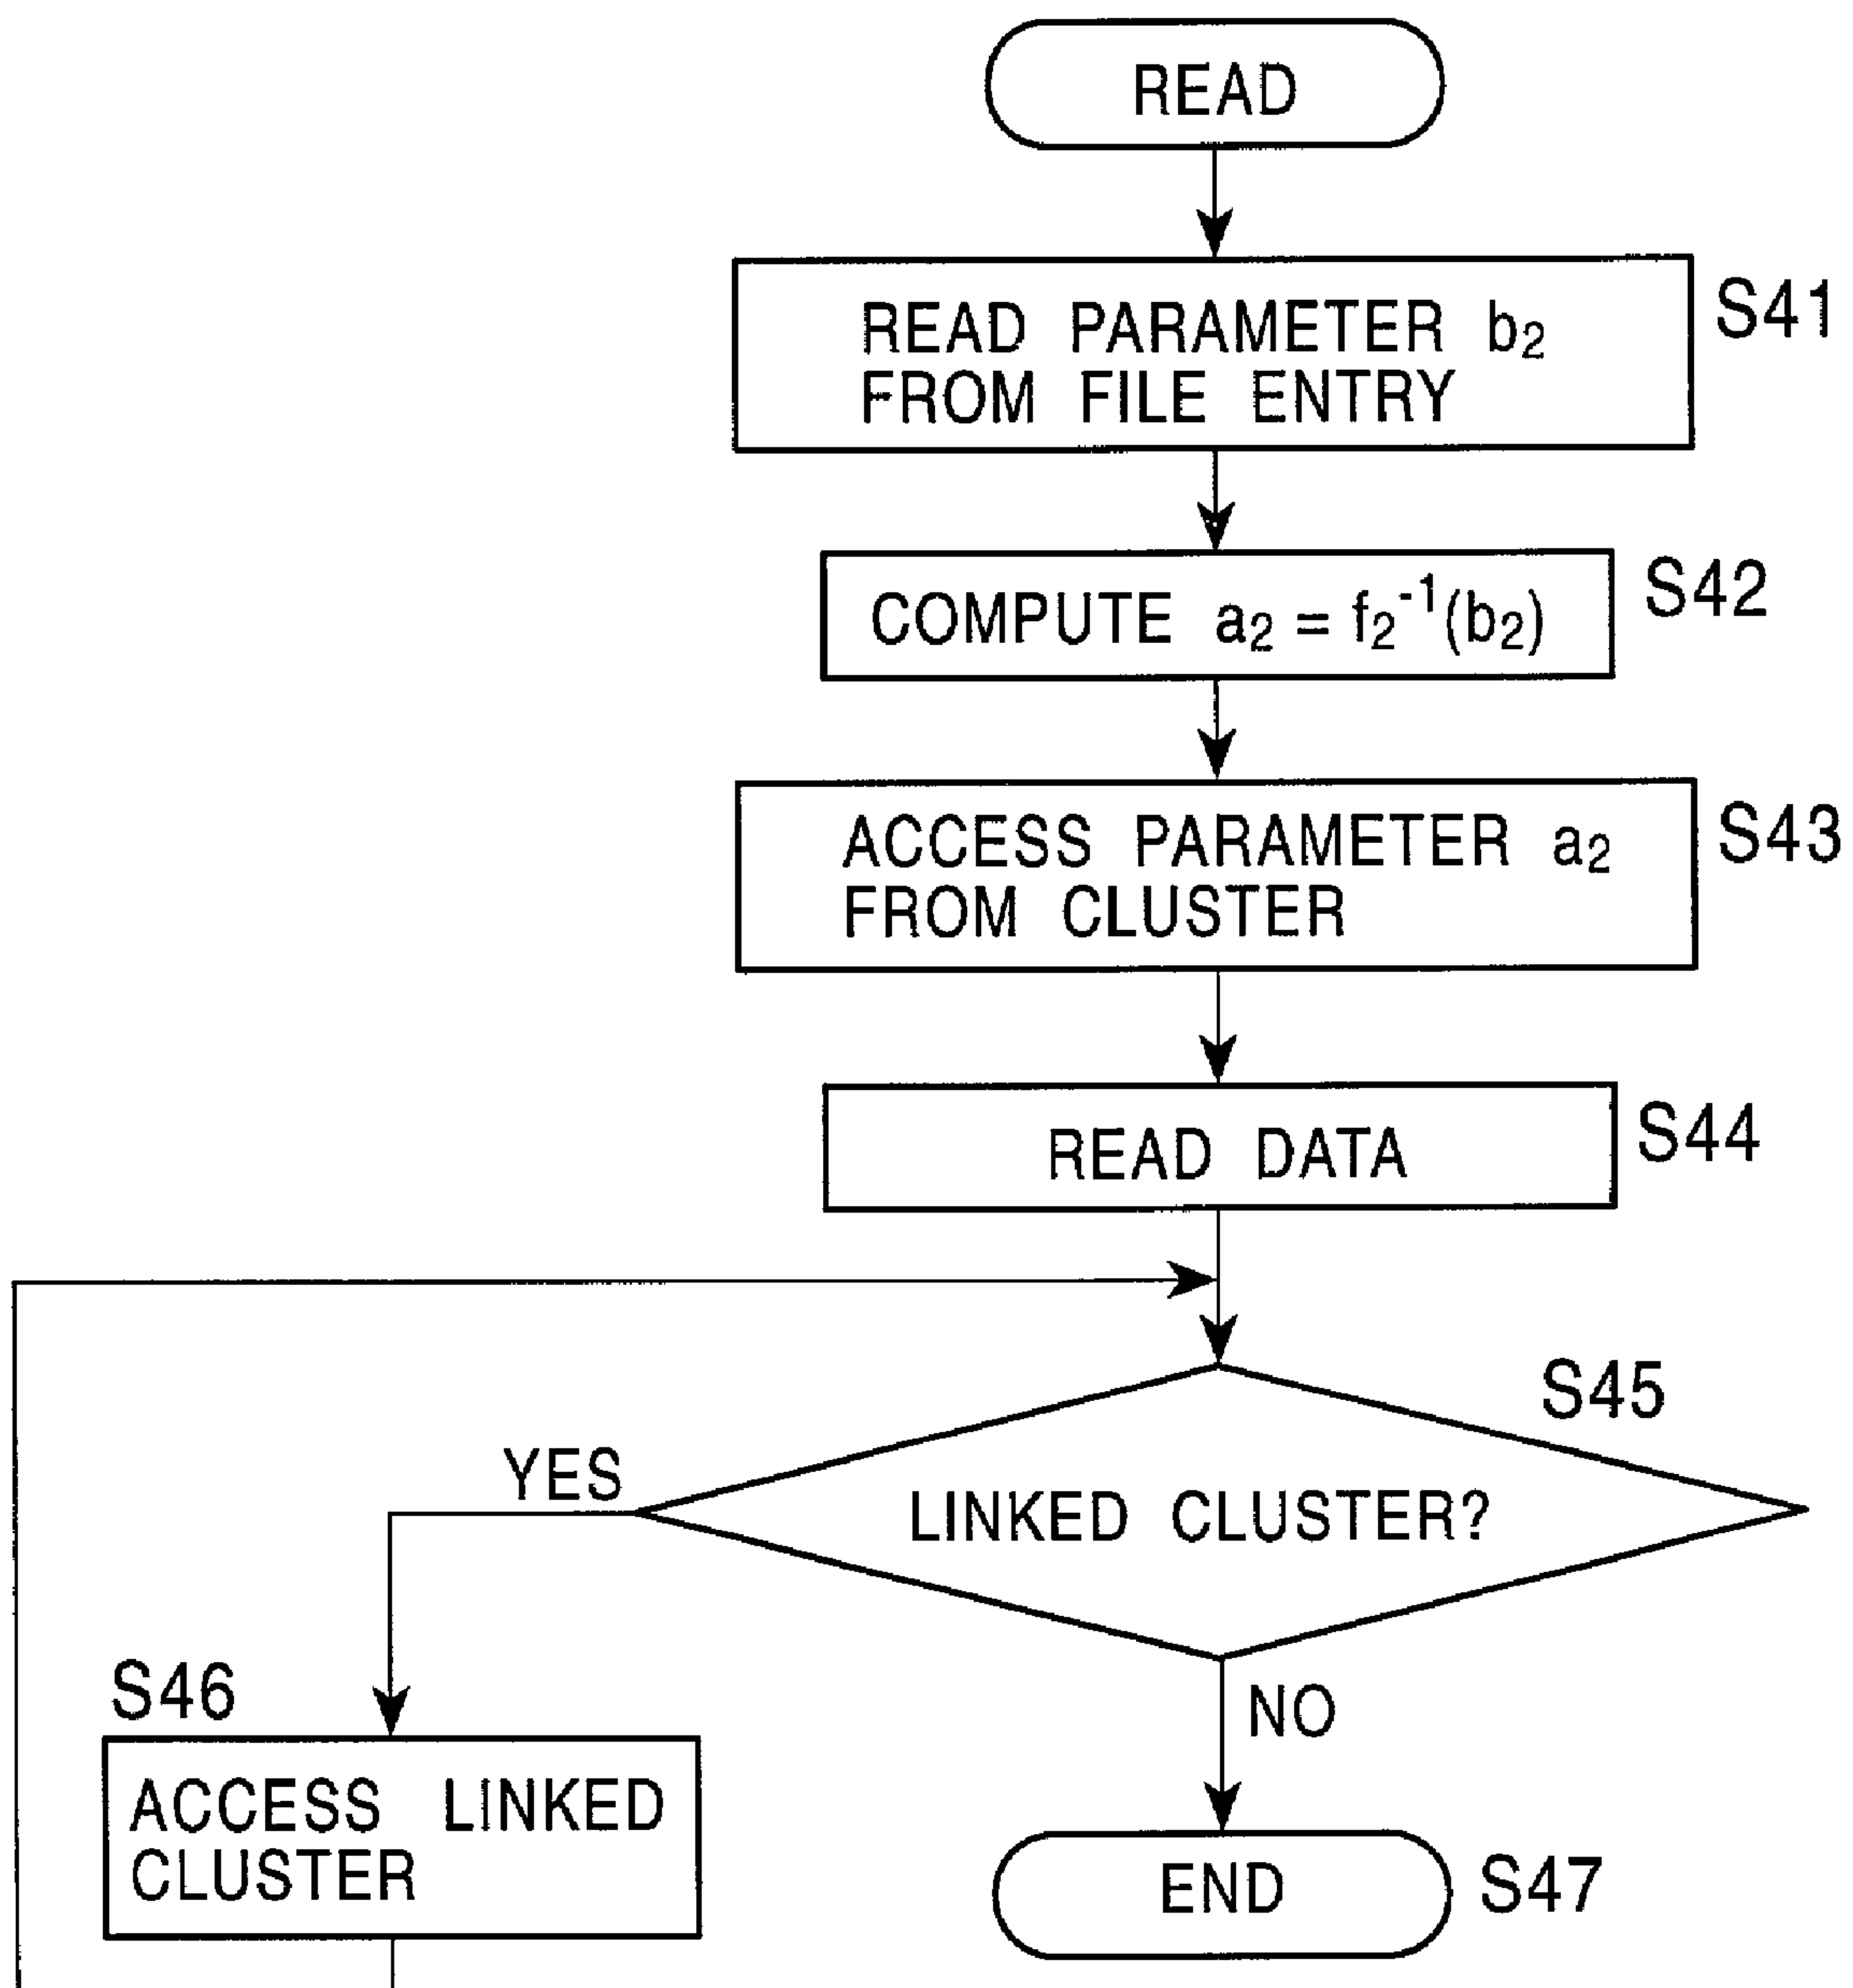 READ
READ PARAMETER b₂
FROM FILE ENTRY
S41
COMPUTE a₂ = f₂⁻¹(b₂)
S42
ACCESS PARAMETER a₂
FROM CLUSTER
S43
READ DATA
S44
S45
YES
LINKED CLUSTER?
S46
NO
ACCESS LINKED
CLUSTER
END
S47